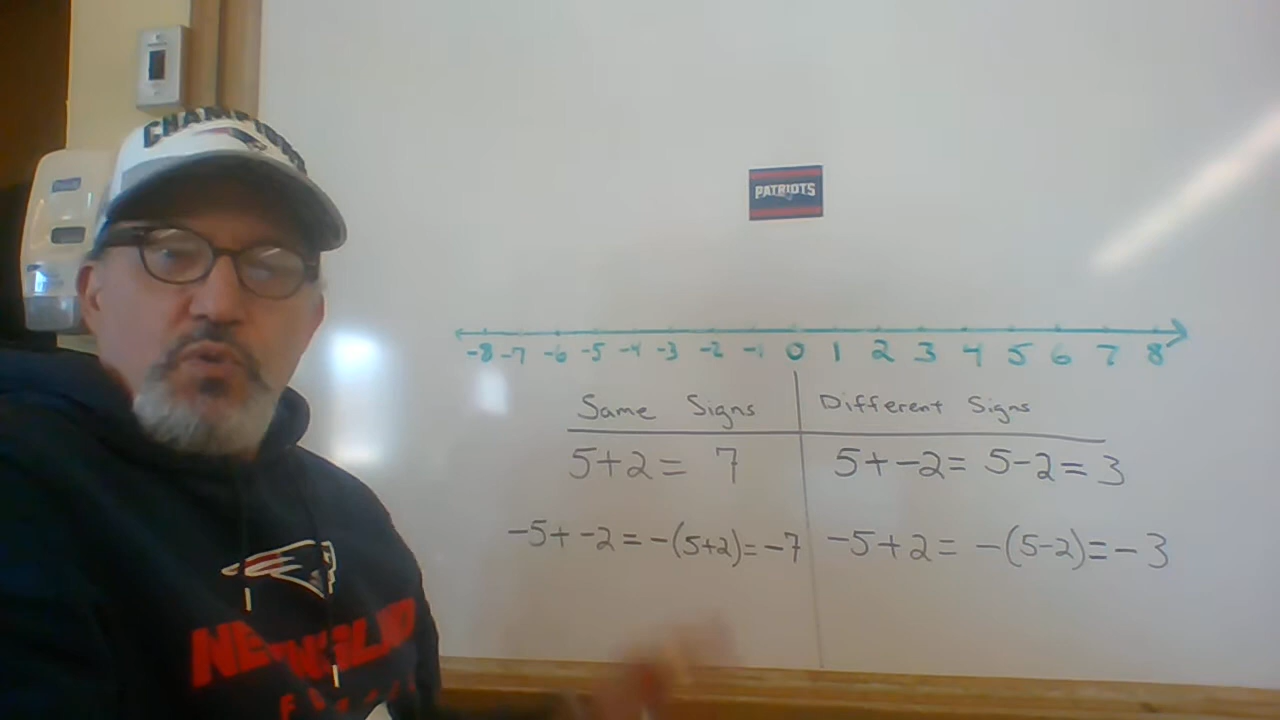 CHAMPIONS
PATRIOTS
-8 -7 -6 -5 -4 -3 -2 -1 0 1 2 3 4 5 6 7 8
Same Signs
Different Signs
5+2= 7
5+-2= 5-2=3
-5+-2=-(5+2)=-7
-5+2= -(5-2)=-3